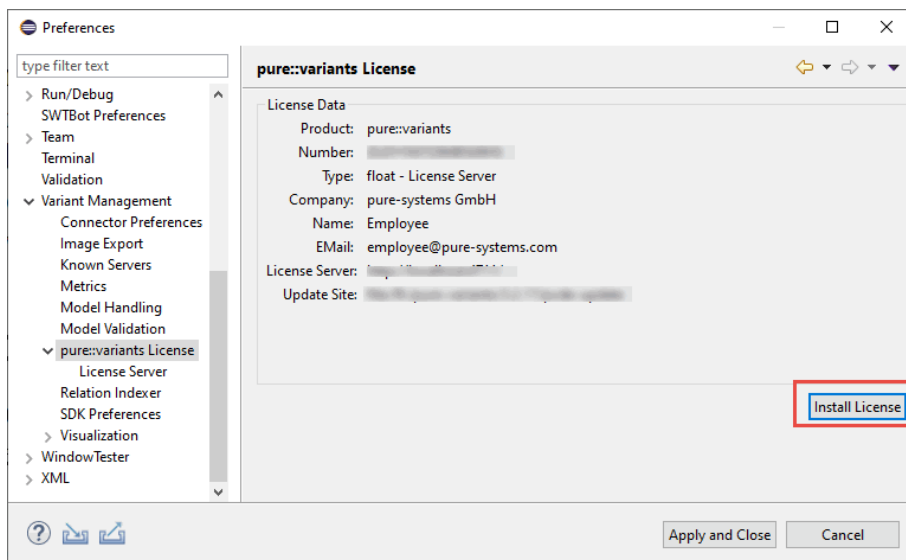 Preferences
type filter text
Run/Debug
SWTBot Preferences
Team
Terminal
Validation
Variant Management
Connector Preferences
Image Export
Known Servers
Metrics
Model Handling
Model Validation
pure::variants License
License Server
Relation Indexer
SDK Preferences
Visualization
WindowTester
XML
pure::variants License
License Data
Product: pure::variants
Number:
Type: float - License Server
Company: pure-systems GmbH
Name: Employee
EMail: employee@pure-systems.com
License Server:
Update Site:
Install License
Apply and Close
Cancel